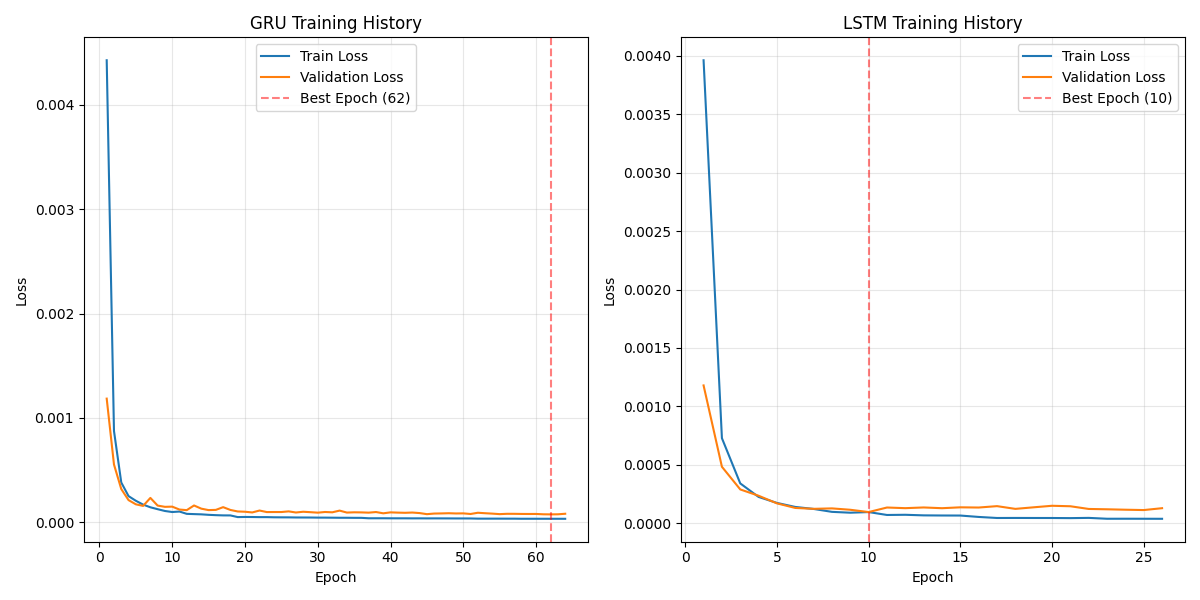 GRU Training History
Train Loss
Validation Loss
Best Epoch (62)
0.004
0.003
0.002
0.001
0.000
Loss
0 10 20 30 40 50 60
Epoch
LSTM Training History
Train Loss
Validation Loss
Best Epoch (10)
0.0040
0.0035
0.0030
0.0025
0.0020
0.0015
0.0010
0.0005
0.0000
Loss
0 5 10 15 20 25
Epoch